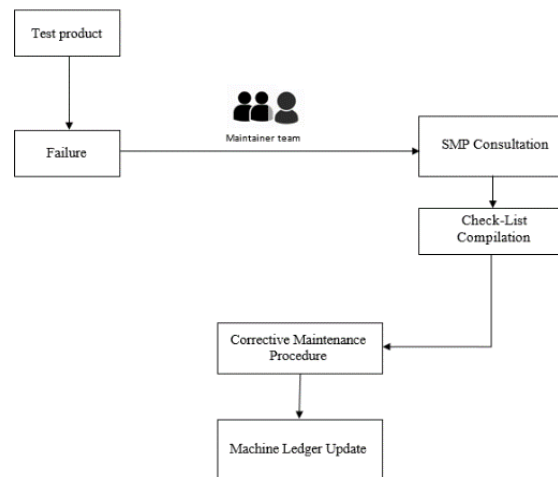 Test product
Failure
Maintainer team
SMP Consultation
Check-List
Compilation
Corrective Maintenance
Procedure
Machine Ledger Update